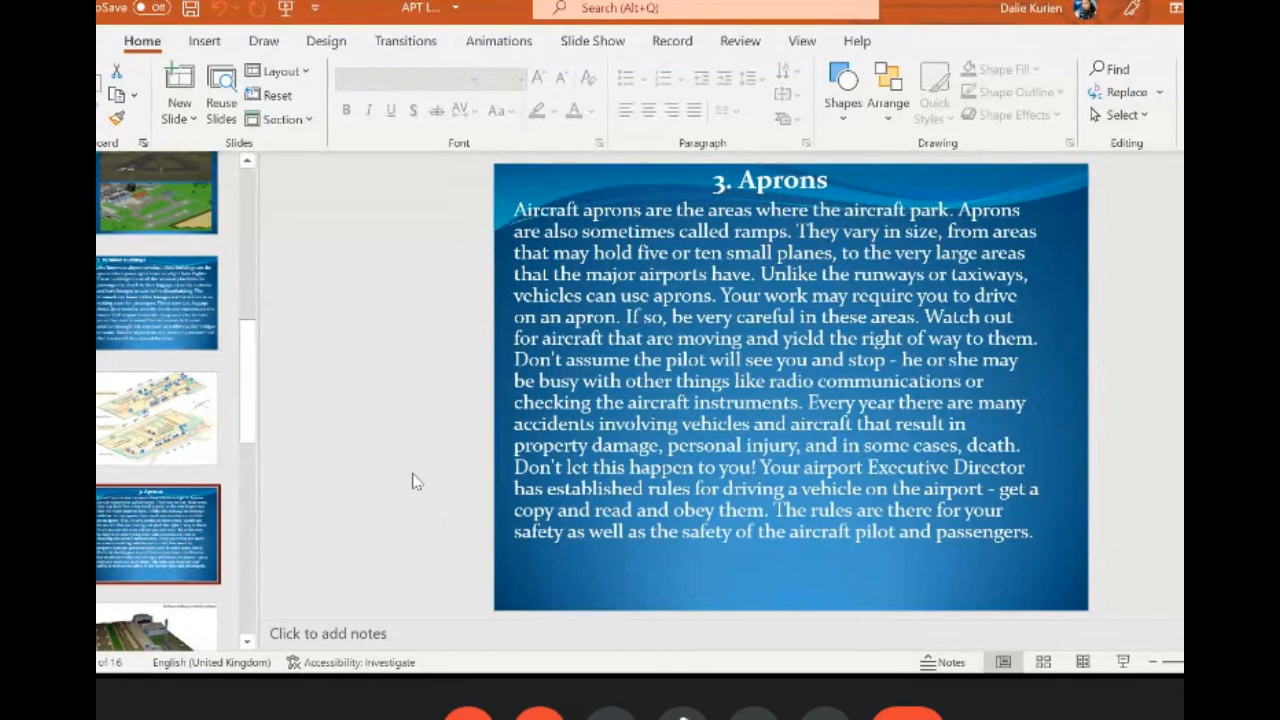 oSave Off APT L... Search (Alt+Q) Dalie Kurien
Home Insert Draw Design Transitions Animations Slide Show Record Review View Help
New Slide Reuse Slides Layout Reset Section
B I U S ab AV Aa A
Shapes Arrange Quick Styles Shape Fill Shape Outline Shape Effects
Find
Replace
Select
oard Slides Font Paragraph Drawing Editing
3. Aprons
Aircraft aprons are the areas where the aircraft park. Aprons
are also sometimes called ramps. They vary in size, from areas
that may hold five or ten small planes, to the very large areas
that the major airports have. Unlike the runways or taxiways,
vehicles can use aprons. Your work may require you to drive
on an apron. If so, be very careful in these areas. Watch out
for aircraft that are moving and yield the right of way to them.
Don't assume the pilot will see you and stop - he or she may
be busy with other things like radio communications or
checking the aircraft instruments. Every year there are many
accidents involving vehicles and aircraft that result in
property damage, personal injury, and in some cases, death.
Don't let this happen to you! Your airport Executive Director
has established rules for driving a vehicle on the airport - get a
copy and read and obey them. The rules are there for your
safety as well as the safety of the aircraft pilot and passengers.
Click to add notes
of 16 English (United Kingdom) Accessibility: Investigate Notes